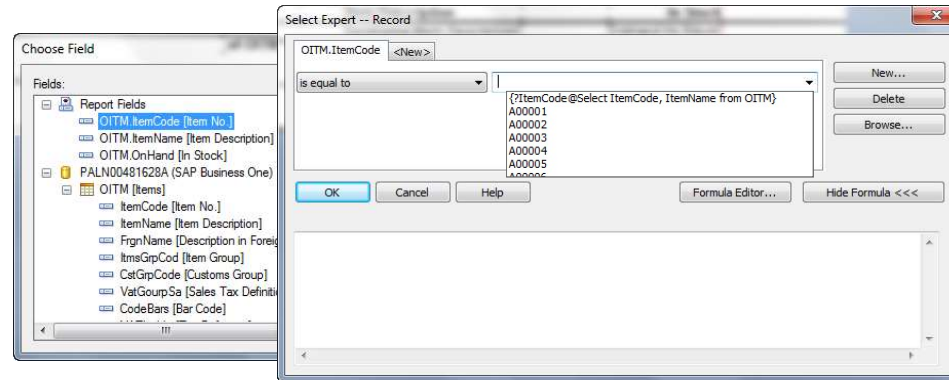 Choose Field
Fields:
Report Fields
OITM.ItemCode [Item No.]
OITM.ItemName [Item Description]
OITM.OnHand [In Stock]
PALN00481628A (SAP Business One)
OITM [Items]
ItemCode [Item No.]
ItemName [Item Description]
FrgnName [Description in Foreig
ItmsGrpCod [Item Group]
CstGrpCode [Customs Group]
VatGourpSa [Sales Tax Definitio
CodeBars [Bar Code]
Select Expert -- Record
OITM.ItemCode <New>
is equal to
{?ItemCode@Select ItemCode, ItemName from OITM}
A00001
A00002
A00003
A00004
A00005
A00006
New...
Delete
Browse...
OK Cancel Help Formula Editor... Hide Formula <<<